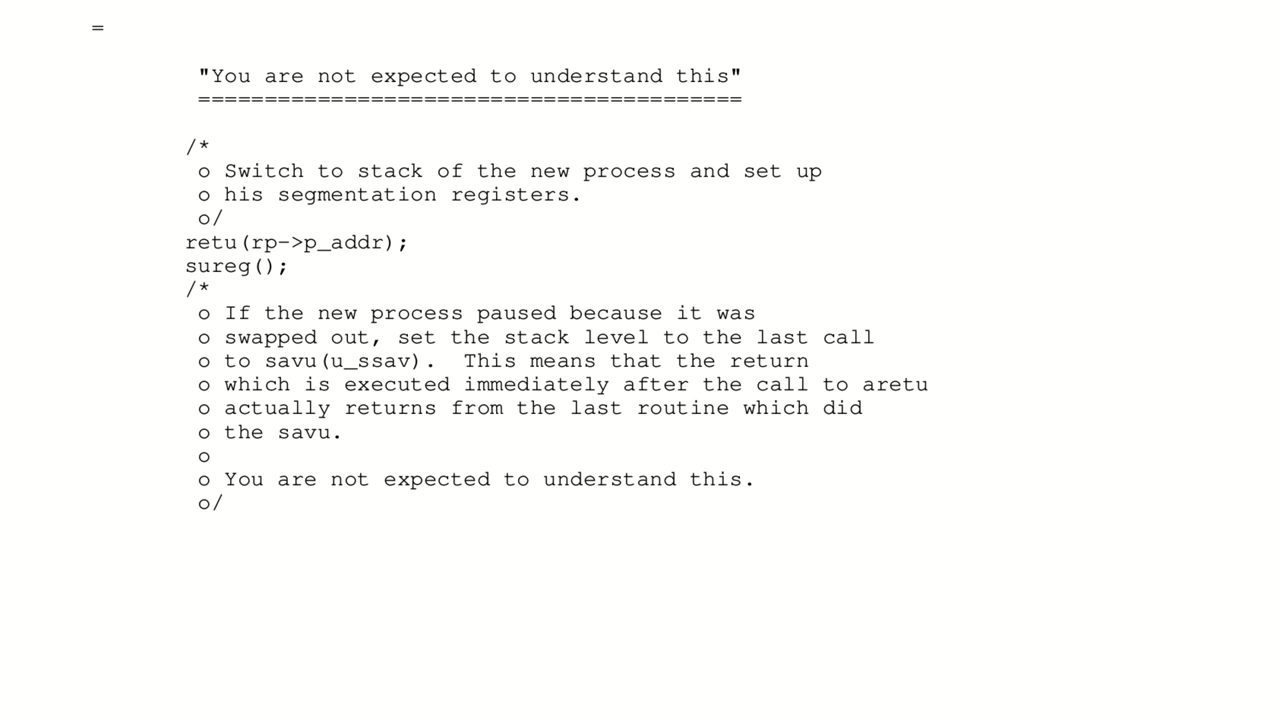 =
"You are not expected to understand this"
=========================================
/*
o Switch to stack of the new process and set up
o his segmentation registers.
o/
retu(rp->p_addr);
sureg();
/*
o If the new process paused because it was
o swapped out, set the stack level to the last call
o to savu(u_ssav).  This means that the return
o which is executed immediately after the call to aretu
o actually returns from the last routine which did
o the savu.
o
o You are not expected to understand this.
o/